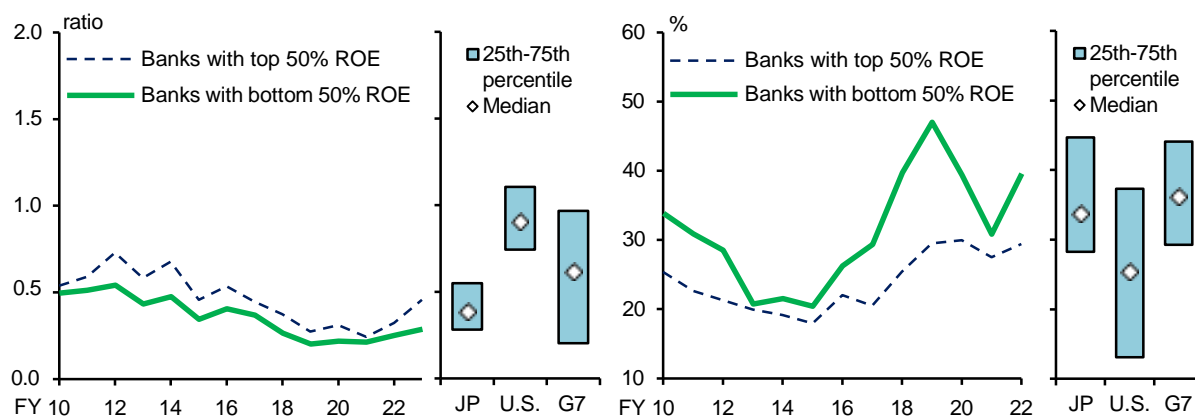 ratio
2.0
1.5
1.0
0.5
0.0
Banks with top 50% ROE
Banks with bottom 50% ROE
FY 10 12 14 16 18 20 22
25th-75th
percentile
Median
JP U.S. G7
%
60
50
40
30
20
10
Banks with top 50% ROE
Banks with bottom 50% ROE
FY 10 12 14 16 18 20 22
25th-75th
percentile
Median
JP U.S. G7